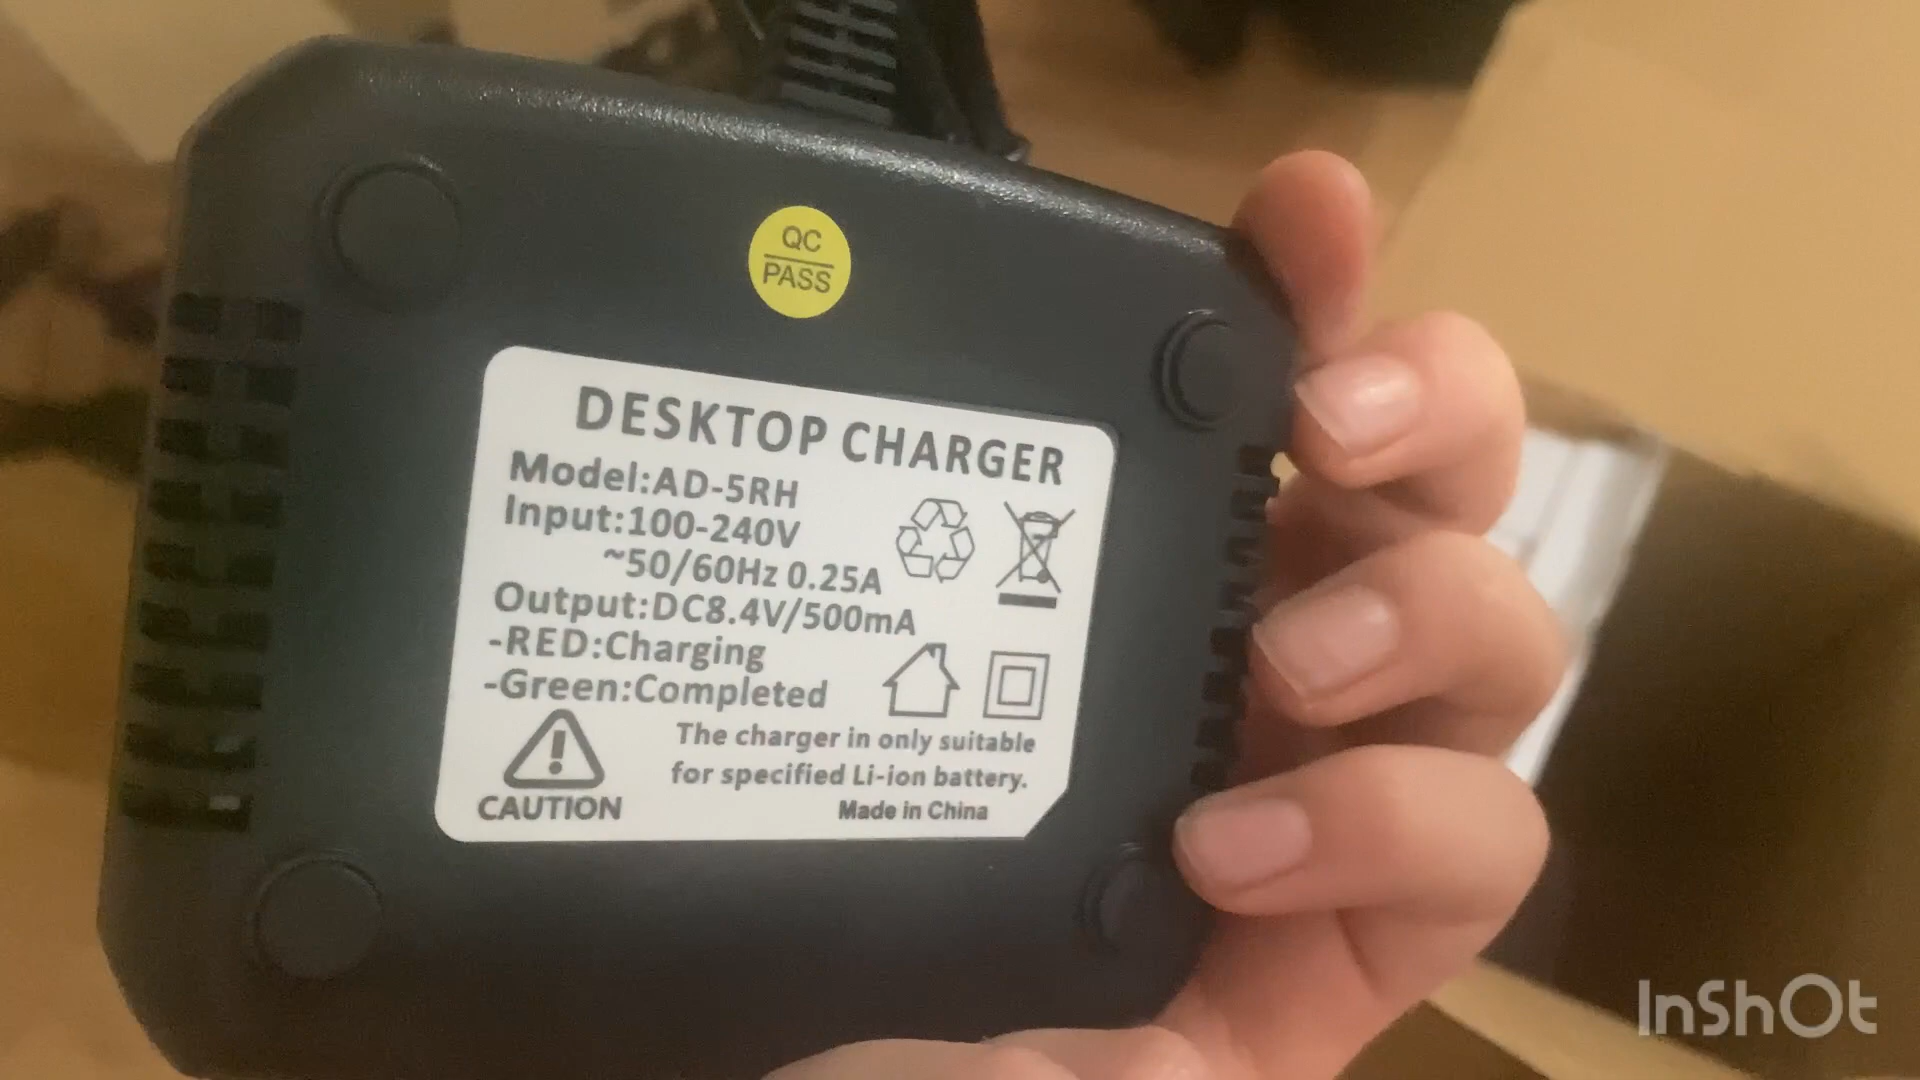 QC
PASS
DESKTOP CHARGER
Model:AD-5RH
Input:100-240V
~50/60Hz 0.25A
Output:DC8.4V/500mA
-RED:Charging
-Green:Completed
The charger in only suitable
for specified Li-ion battery.
CAUTION
Made in China
InShOt